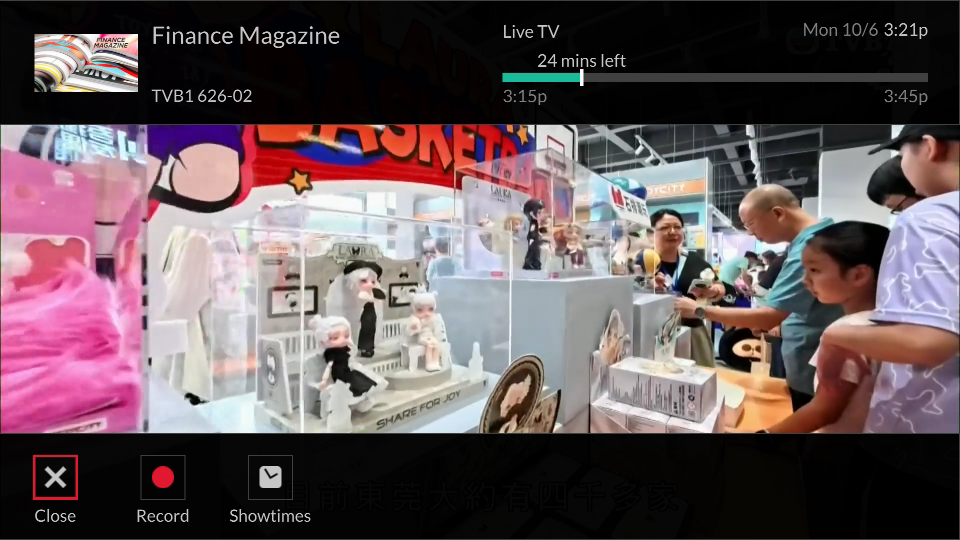 FINANCE
MAGAZINE
Finance Magazine
TVB1 626-02
Live TV
24 mins left
3:15p
3:45p
Mon 10/6 3:21p
BASKET
SHARE FOR JOY
目前東莞大約有四千多家
Close
Record
Showtimes